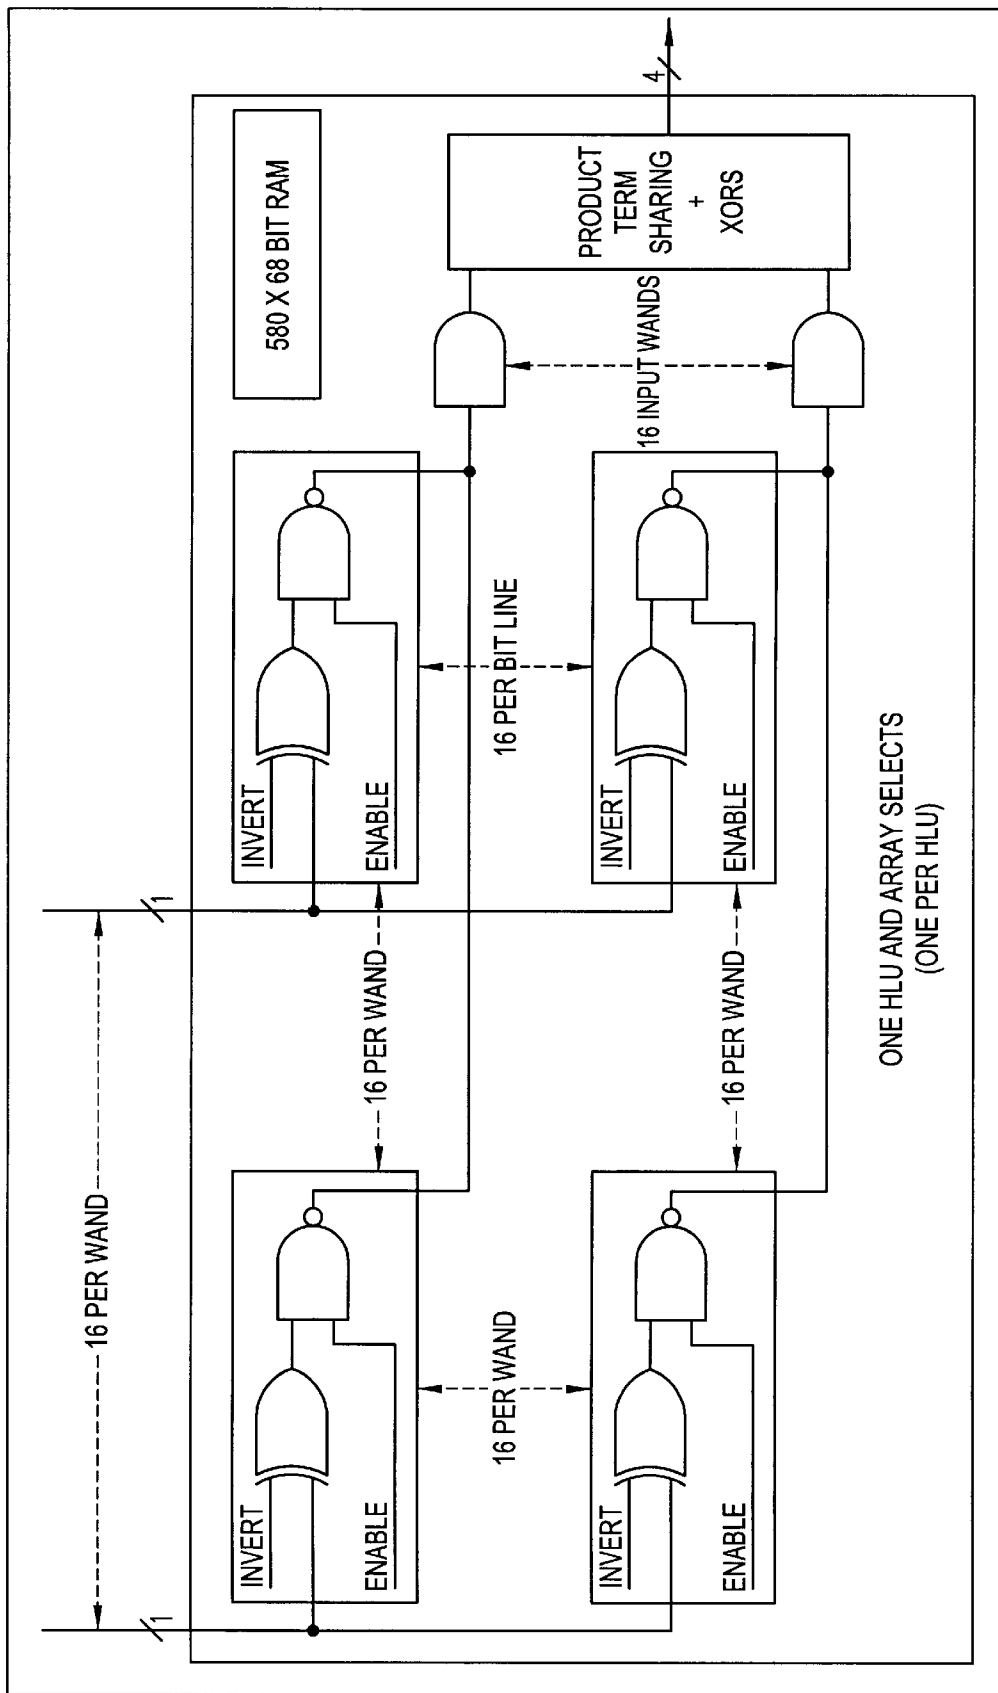 16 PER WAND
1
1
INVERT
ENABLE
16 PER WAND
INVERT
ENABLE
580 X 68 BIT RAM
16 PER WAND
16 PER BIT LINE
INVERT
ENABLE
16 PER WAND
INVERT
ENABLE
16 INPUT WANDS
PRODUCT
TERM
SHARING
+
XORS
4
ONE HLU AND ARRAY SELECTS
(ONE PER HLU)